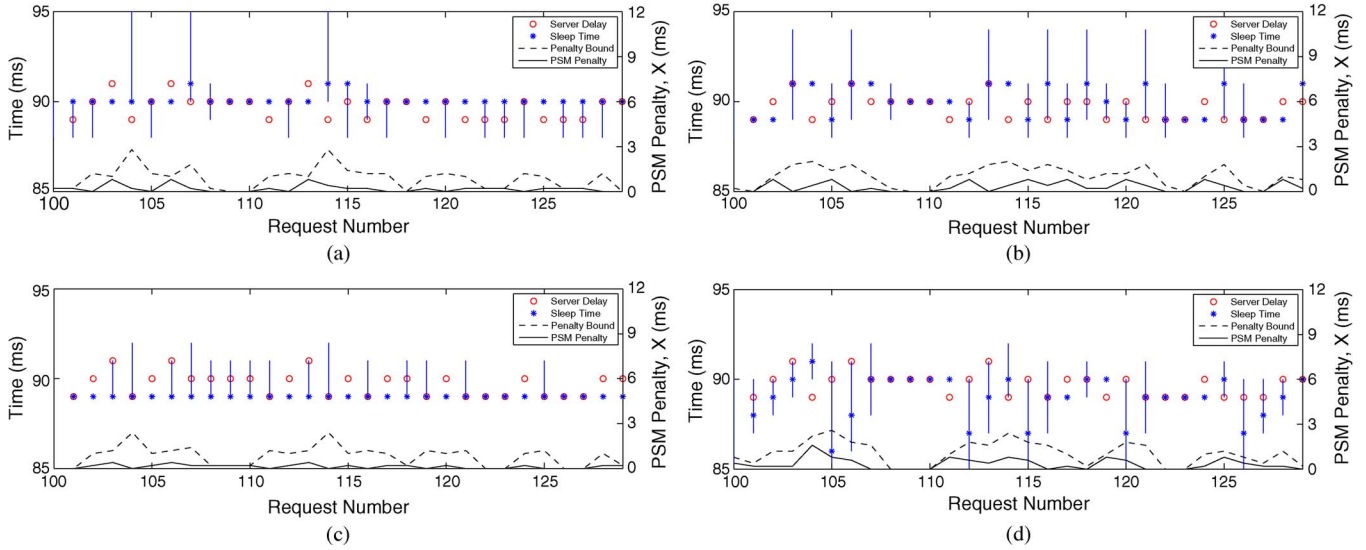 95
90
85
Time (ms)
12
9
6
3
0
PSM Penalty, X (ms)
Server Delay
Sleep Time
Penalty Bound
PSM Penalty
100 105 110 115 120 125
Request Number
(a)
95
90
85
Time (ms)
12
9
6
3
0
PSM Penalty, X (ms)
Server Delay
Sleep Time
Penalty Bound
PSM Penalty
100 105 110 115 120 125
Request Number
(b)
95
90
85
Time (ms)
12
9
6
3
0
PSM Penalty, X (ms)
Server Delay
Sleep Time
Penalty Bound
PSM Penalty
100 105 110 115 120 125
Request Number
(c)
95
90
85
Time (ms)
12
9
6
3
0
PSM Penalty, X (ms)
Server Delay
Sleep Time
Penalty Bound
PSM Penalty
100 105 110 115 120 125
Request Number
(d)